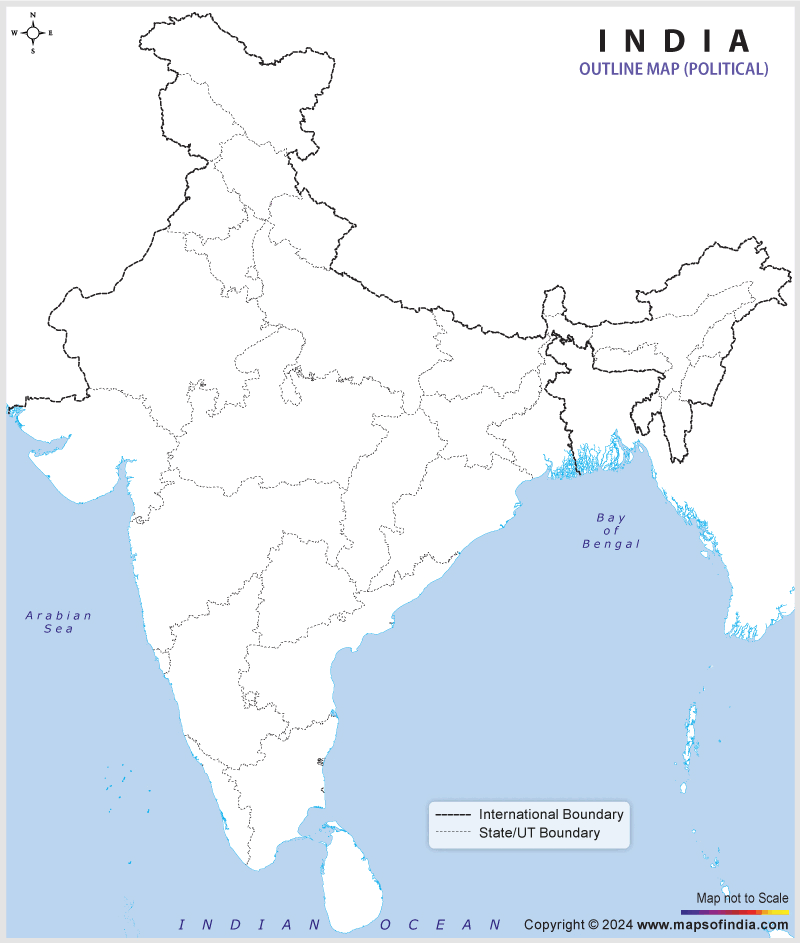 N
W E
S
INDIA
OUTLINE MAP (POLITICAL)
Bay
of
Bengal
Arabian
Sea
International Boundary
State/UT Boundary
Map not to Scale
INDIAN OCEAN
Copyright © 2024 www.mapsofindia.com